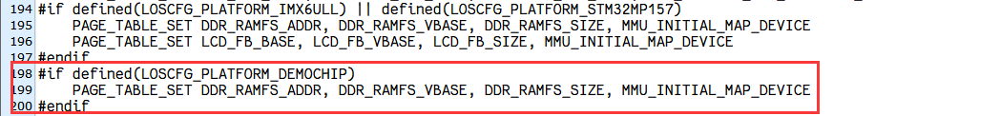 194 #if defined(LOSCFG_PLATFORM_IMX6ULL) || defined(LOSCFG_PLATFORM_STM32MP157)
195     PAGE_TABLE_SET DDR_RAMFS_ADDR, DDR_RAMFS_VBASE, DDR_RAMFS_SIZE, MMU_INITIAL_MAP_DEVICE
196     PAGE_TABLE_SET LCD_FB_BASE, LCD_FB_VBASE, LCD_FB_SIZE, MMU_INITIAL_MAP_DEVICE
197 #endif
198 #if defined(LOSCFG_PLATFORM_DEMOCHIP)
199     PAGE_TABLE_SET DDR_RAMFS_ADDR, DDR_RAMFS_VBASE, DDR_RAMFS_SIZE, MMU_INITIAL_MAP_DEVICE
200 #endif